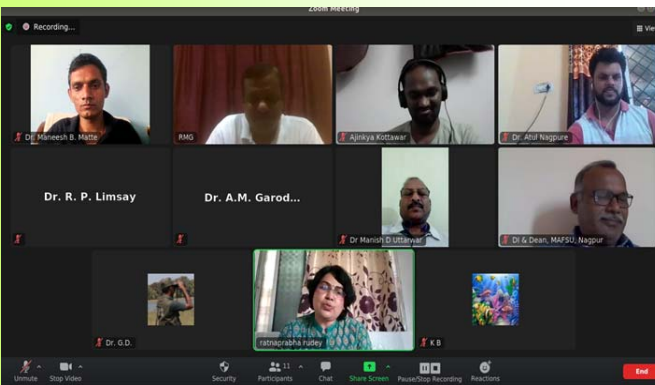 Zoom Meeting
Recording...
View
Dr. Maneesh B. Matte
RMG
Ajinkya Kottawar
Dr. Atul Nagpure
Dr. R. P. Limsay
Dr. A.M. Garod...
Dr Manish D Uttarwar
DI & Dean, MAFSU, Nagpur
Dr. G.D.
ratnaprabha rudey
K B
Unmute
Stop Video
Security
Participants
11
Chat
Share Screen
Pause/Stop Recording
Reactions
End